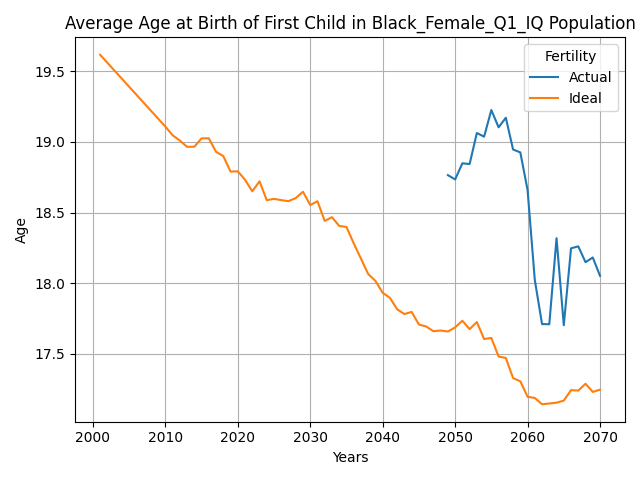 Average Age at Birth of First Child in Black_Female_Q1_IQ Population
Fertility
Actual
Ideal
Age
19.5
19.0
18.5
18.0
17.5
2000 2010 2020 2030 2040 2050 2060 2070
Years